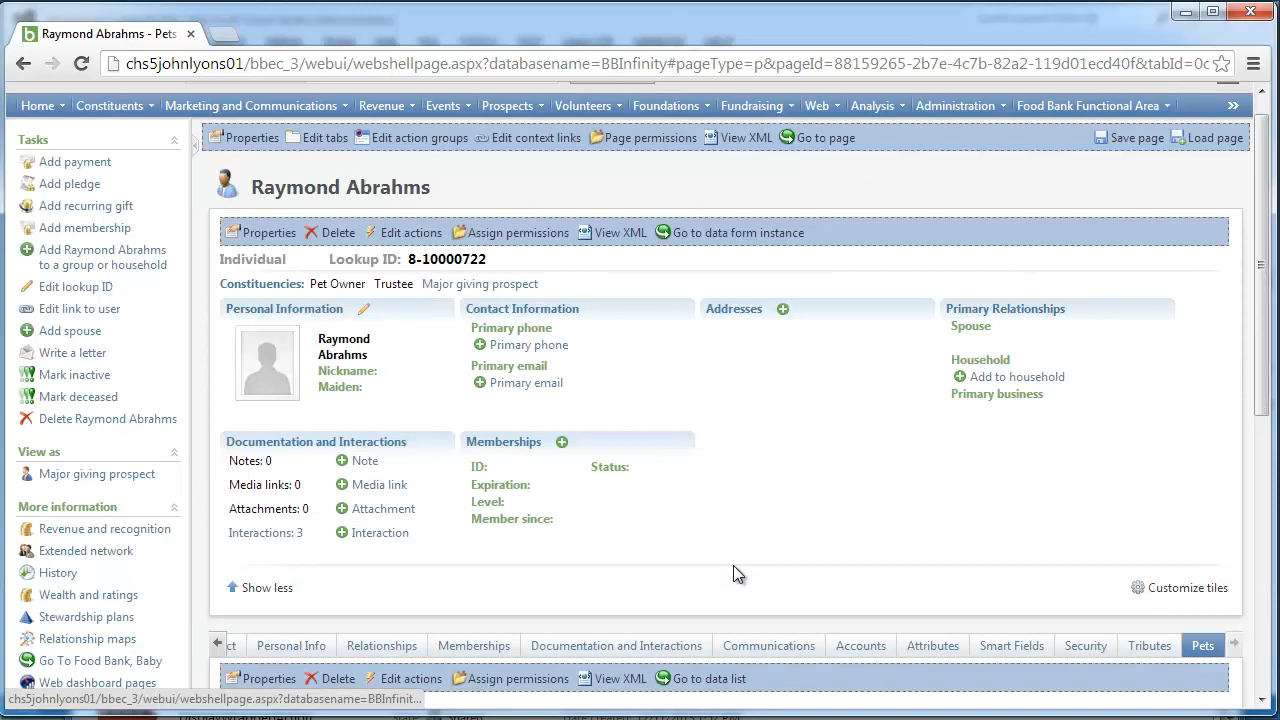 Raymond Abrahms - Pets
chs5johnlyons01/bbec_3/webui/webshellpage.aspx?databasename=BBInfinity#pageType=p&pageId=88159265-2b7e-4c7b-82a2-119d01ecd40f&tabId=0c
Home Constituents Marketing and Communications Revenue Events Prospects Volunteers Foundations Fundraising Web Analysis Administration Food Bank Functional Area »
Tasks
Add payment
Add pledge
Add recurring gift
Add membership
Add Raymond Abrahms
to a group or household
Edit lookup ID
Edit link to user
Add spouse
Write a letter
Mark inactive
Mark deceased
Delete Raymond Abrahms
View as
Major giving prospect
More information
Revenue and recognition
Extended network
History
Wealth and ratings
Stewardship plans
Relationship maps
Go To Food Bank, Baby
Web dashboard pages
Properties Edit tabs Edit action groups Edit context links Page permissions View XML Go to page Save page Load page
Raymond Abrahms
Properties Delete Edit actions Assign permissions View XML Go to data form instance
Individual Lookup ID: 8-10000722
Constituencies: Pet Owner Trustee Major giving prospect
Personal Information
Raymond
Abrahms
Nickname:
Maiden:
Contact Information
Primary phone
Primary phone
Primary email
Primary email
Addresses
Primary Relationships
Spouse
Household
Add to household
Primary business
Documentation and Interactions
Notes: 0 Note
Media links: 0 Media link
Attachments: 0 Attachment
Interactions: 3 Interaction
Memberships
ID: Status:
Expiration:
Level:
Member since:
Show less Customize tiles
ct Personal Info Relationships Memberships Documentation and Interactions Communications Accounts Attributes Smart Fields Security Tributes Pets
Properties Delete Edit actions Assign permissions View XML Go to data list
chs5johnlyons01/bbec_3/webui/webshellpage.aspx?databasename=BBInfinit...